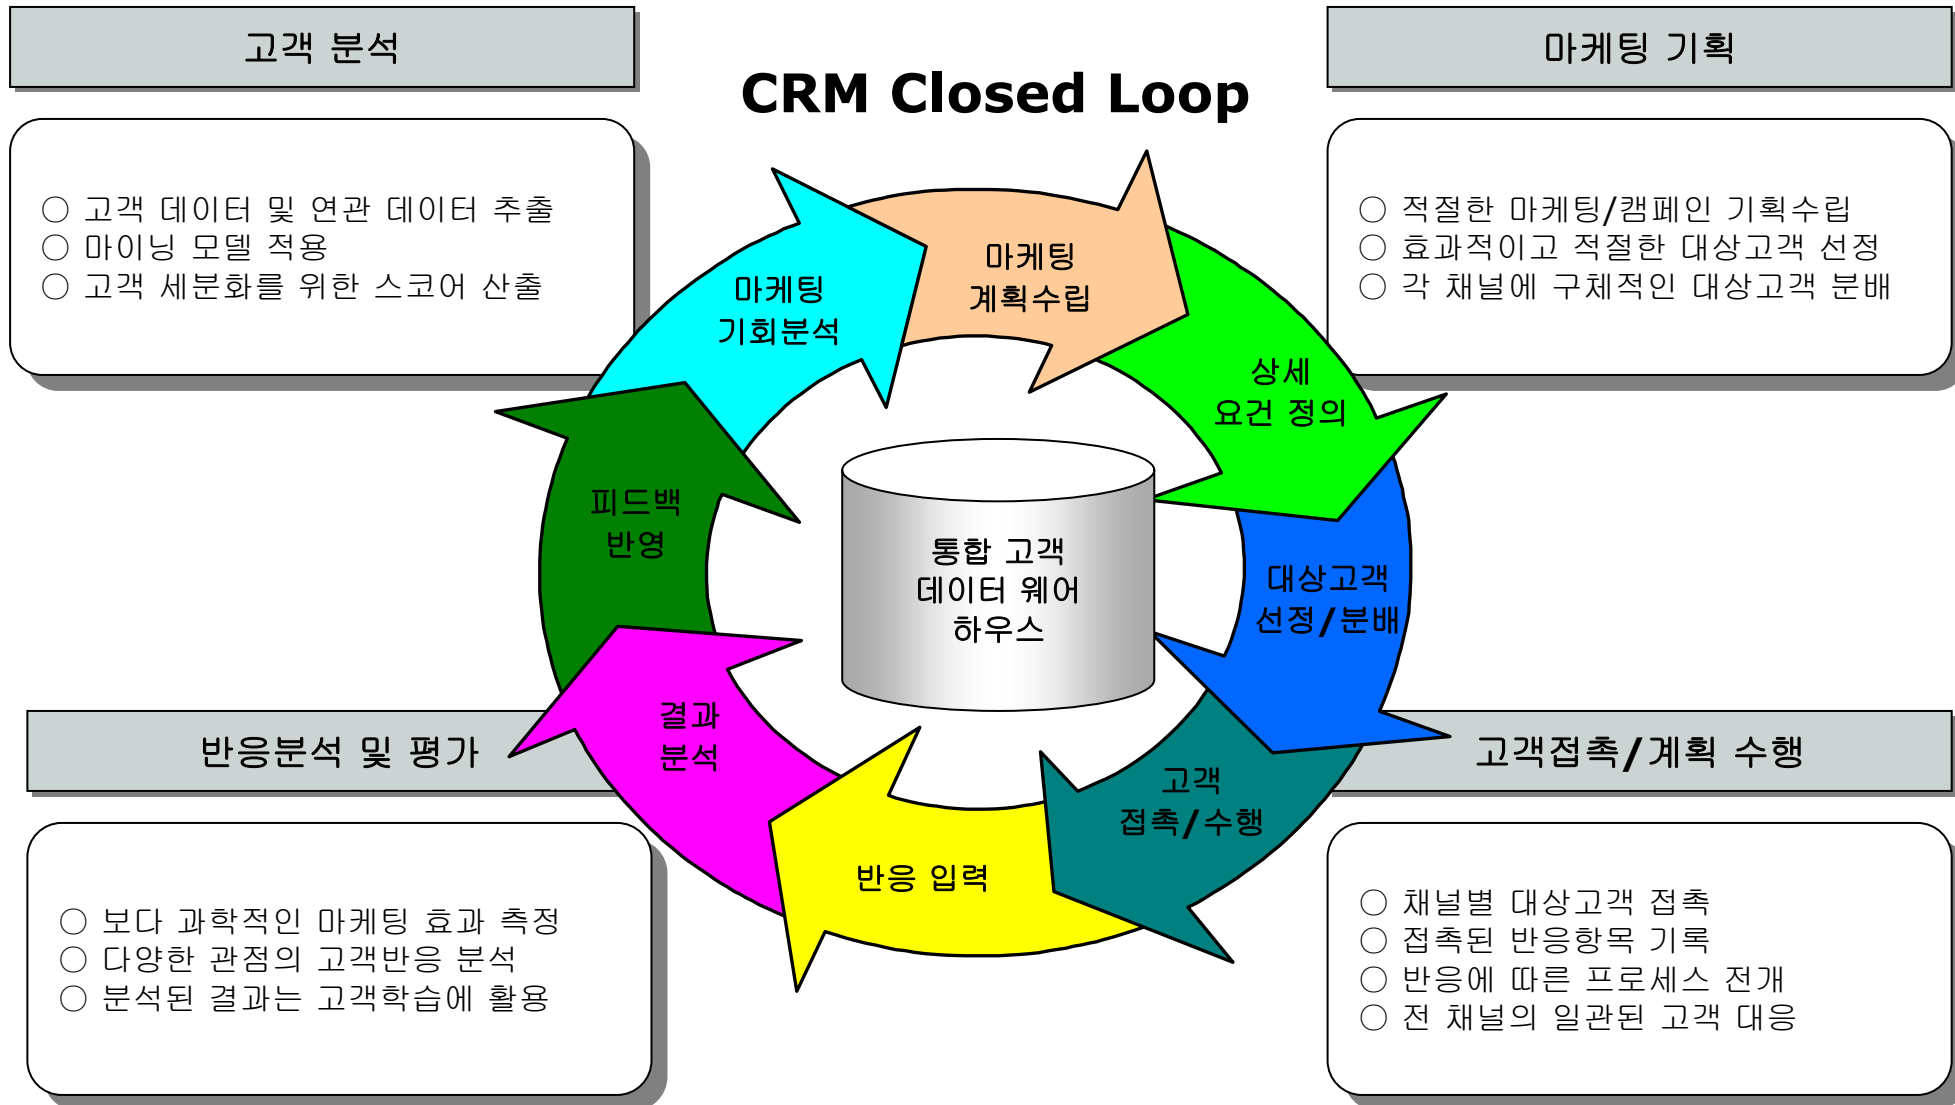 고객 분석
마케팅 기획
CRM Closed Loop
○ 고객 데이터 및 연관 데이터 추출
○ 마이닝 모델 적용
○ 고객 세분화를 위한 스코어 산출
○ 적절한 마케팅/캠페인 기획수립
○ 효과적이고 적절한 대상고객 선정
○ 각 채널에 구체적인 대상고객 분배
마케팅
기회분석
마케팅
계획수립
상세
요건 정의
대상고객
선정/분배
고객
접촉/수행
반응 입력
결과
분석
피드백
반영
통합 고객
데이터 웨어
하우스
반응분석 및 평가
고객접촉/계획 수행
○ 보다 과학적인 마케팅 효과 측정
○ 다양한 관점의 고객반응 분석
○ 분석된 결과는 고객학습에 활용
○ 채널별 대상고객 접촉
○ 접촉된 반응항목 기록
○ 반응에 따른 프로세스 전개
○ 전 채널의 일관된 고객 대응